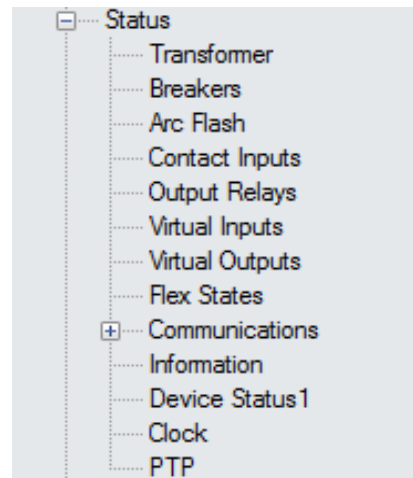 Status
Transformer
Breakers
Arc Flash
Contact Inputs
Output Relays
Virtual Inputs
Virtual Outputs
Flex States
Communications
Information
Device Status1
Clock
PTP